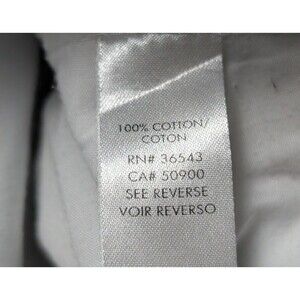 100% COTTON/
COTON
RN# 36543
CA# 50900
SEE REVERSE
VOIR REVERSO